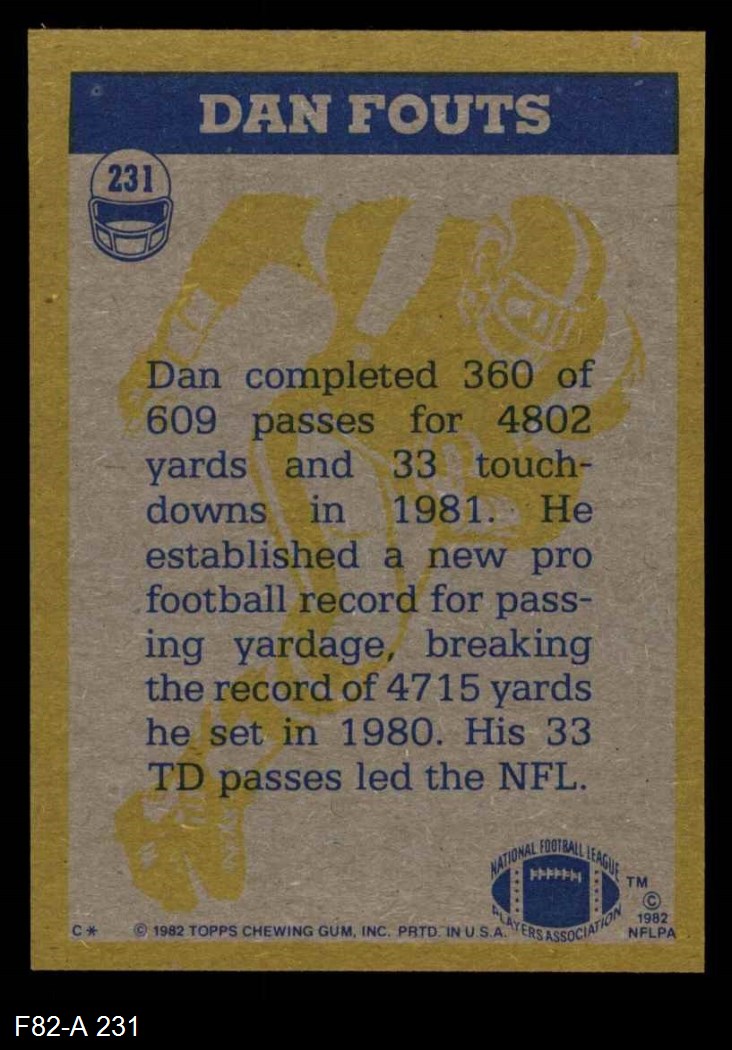 DAN FOUTS
231
Dan completed 360 of
609 passes for 4802
yards and 33 touch-
downs in 1981. He
established a new pro
football record for pass-
ing yardage, breaking
the record of 4715 yards
he set in 1980. His 33
TD passes led the NFL.
NATIONAL FOOTBALL LEAGUE
PLAYERS ASSOCIATION
TM
©
1982
NFLPA
C*
© 1982 TOPPS CHEWING GUM, INC. PRTD. IN U.S.A.
F82-A 231